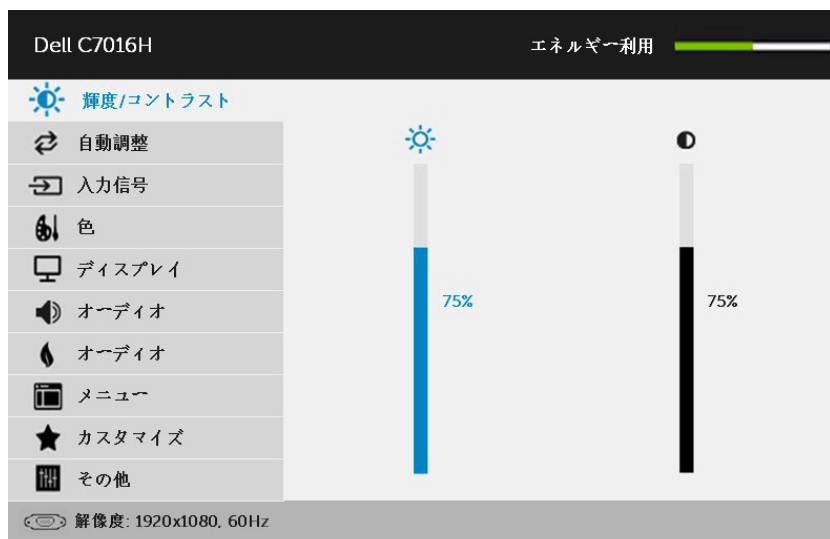 Dell C7016H
エネルギー利用
輝度/コントラスト
自動調整
入力信号
色
ディスプレイ
オーディオ
オーディオ
メニュー
カスタマイズ
その他
75%
75%
解像度: 1920x1080, 60Hz